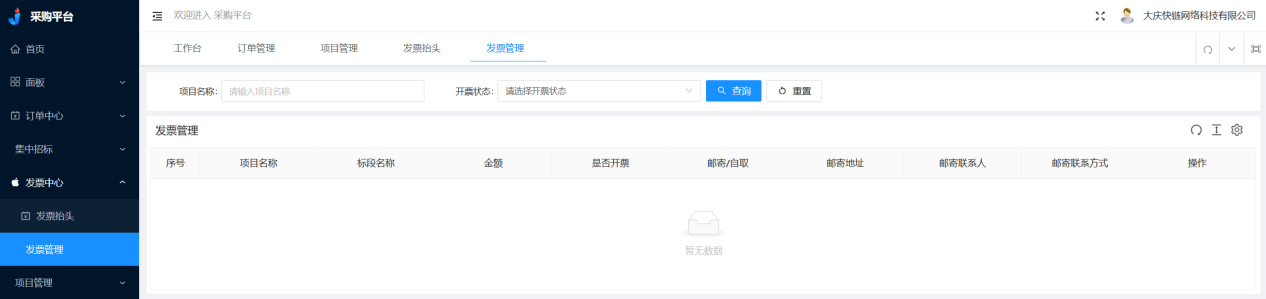 采购平台
欢迎进入 采购平台
大庆快链网络科技有限公司
首页
面板
订单中心
集中招标
发票中心
发票抬头
发票管理
项目管理
工作台 订单管理 项目管理 发票抬头 发票管理
项目名称: 请输入项目名称 开票状态: 请选择开票状态 查询 重置
发票管理
序号 项目名称 标段名称 金额 是否开票 邮寄/自取 邮寄地址 邮寄联系人 邮寄联系方式 操作
暂无数据